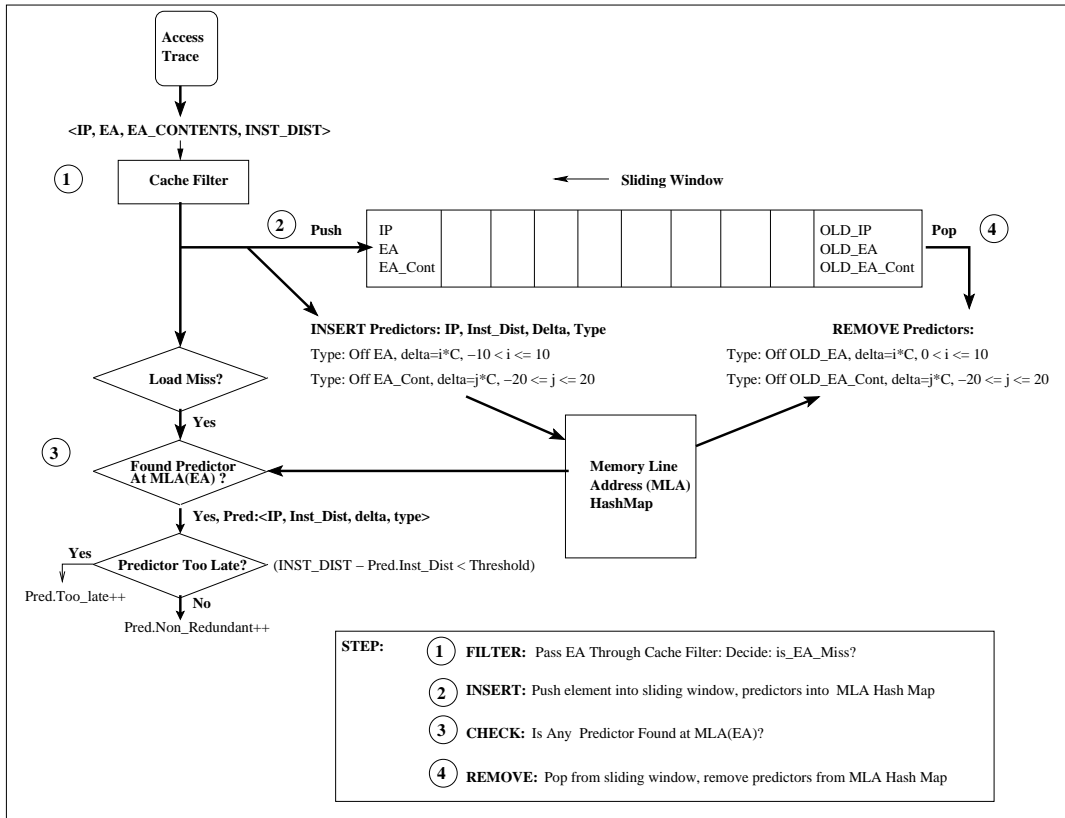 Access
Trace
<IP, EA, EA_CONTENTS, INST_DIST>
1
Cache Filter
Sliding Window
2
Push
IP
EA
EA_Cont
OLD_IP
OLD_EA
OLD_EA_Cont
Pop
4
INSERT Predictors: IP, Inst_Dist, Delta, Type
Type: Off EA, delta=i*C, −10 < i <= 10
Type: Off EA_Cont, delta=j*C, −20 <= j <= 20
REMOVE Predictors:
Type: Off OLD_EA, delta=i*C, 0 < i <= 10
Type: Off OLD_EA_Cont, delta=j*C, −20 <= j <= 20
Load Miss?
Yes
3
Found Predictor
At MLA(EA) ?
Memory Line
Address (MLA)
HashMap
Yes, Pred:<IP, Inst_Dist, delta, type>
Yes
Predictor Too Late?
(INST_DIST − Pred.Inst_Dist < Threshold)
Pred.Too_late++
No
Pred.Non_Redundant++
STEP:
1 FILTER: Pass EA Through Cache Filter: Decide: is_EA_Miss?
2 INSERT: Push element into sliding window, predictors into MLA Hash Map
3 CHECK: Is Any Predictor Found at MLA(EA)?
4 REMOVE: Pop from sliding window, remove predictors from MLA Hash Map